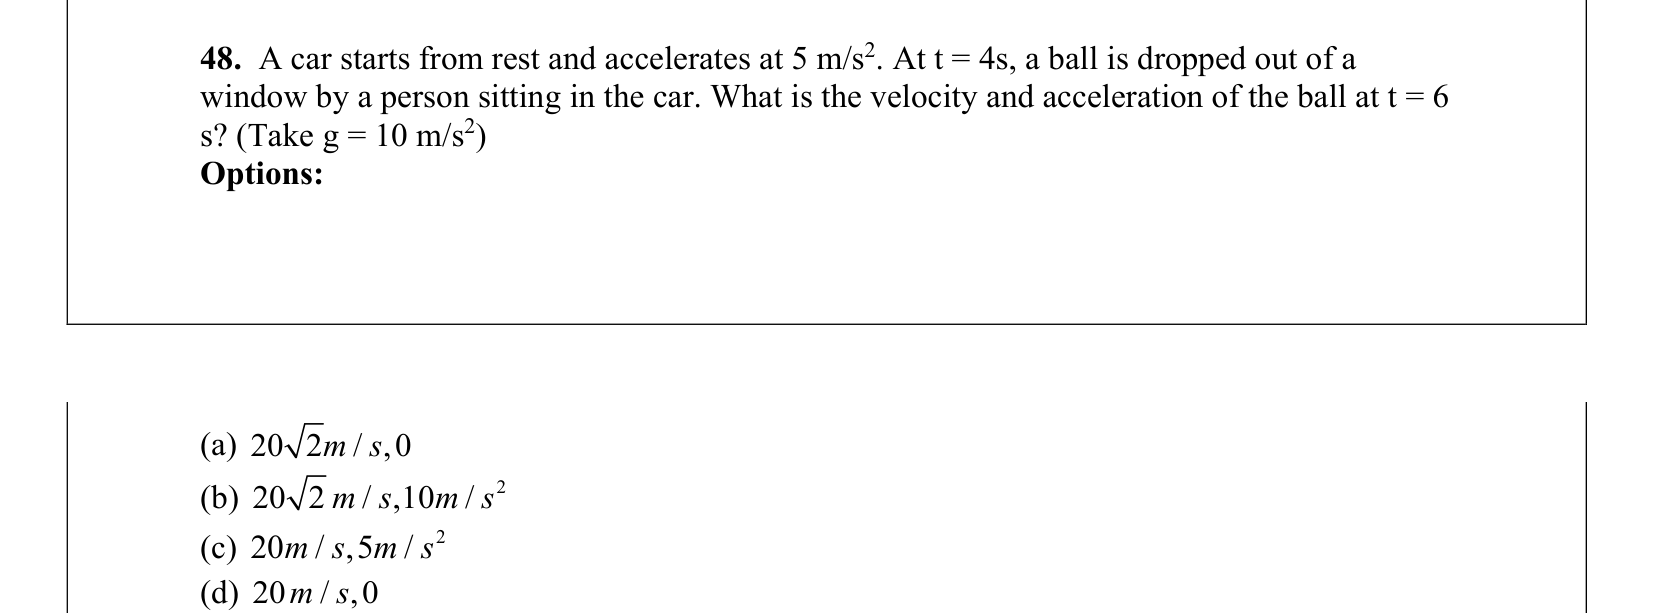 48. A car starts from rest and accelerates at 5 m/s². At t = 4s, a ball is dropped out of a
window by a person sitting in the car. What is the velocity and acceleration of the ball at t = 6
s? (Take g = 10 m/s²)
Options:
(a) 20√2m / s,0
(b) 20√2 m / s,10m / s²
(c) 20m / s,5m / s²
(d) 20m / s,0